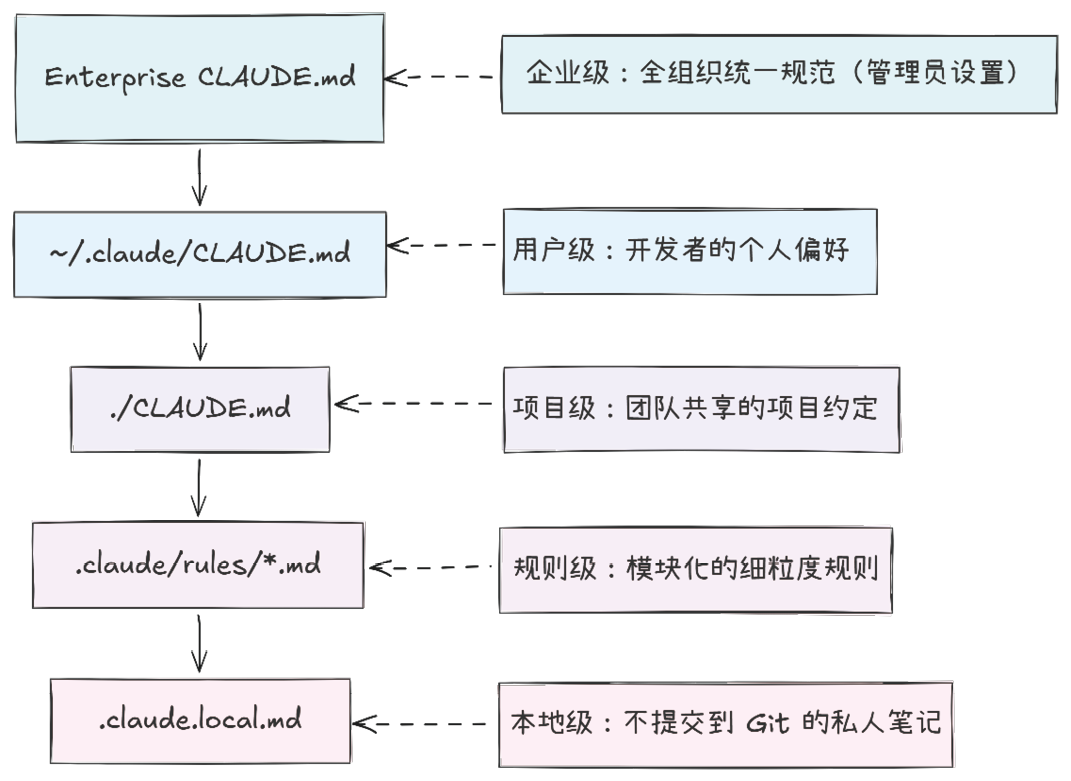 Enterprise CLAUDE.md
企业级：全组织统一规范（管理员设置）
~/.claude/CLAUDE.md
用户级：开发者的个人偏好
./CLAUDE.md
项目级：团队共享的项目约定
.claude/rules/*.md
规则级：模块化的细粒度规则
.claude.local.md
本地级：不提交到 Git 的私人笔记